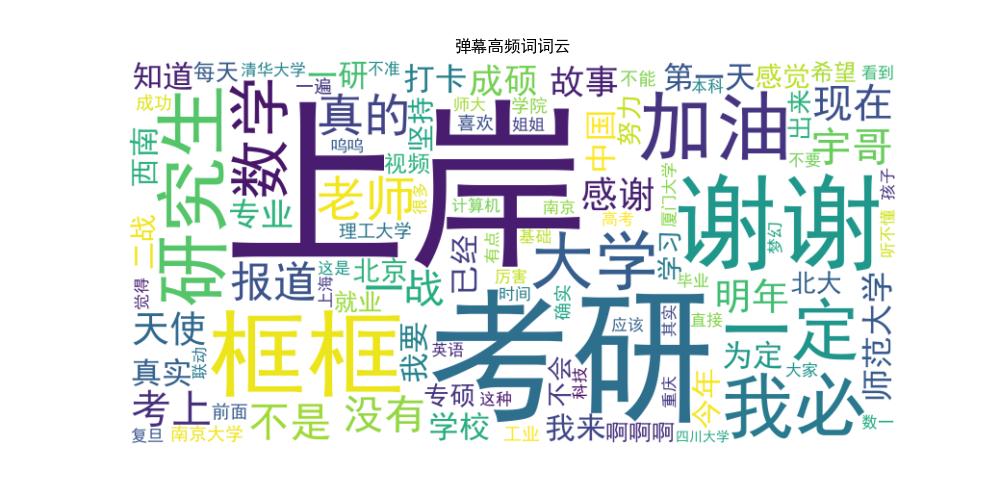 弹幕高频词词云
知道
每天
清华大学
一研
不准
打卡
成硕
故事
不能
第一天
本科
感觉
希望
看到
一遍
成功
研究生
数学
真的
坚持
师大
学院
喜欢
姐姐
中国
努力
加油
出来
现在
呜呜
上岸
宇哥
西南
视频
不要
老师
很多
感谢
厦门大学
谢谢
孩子
专业
计算机
南京
高考
二战
理工大学
基础
大学
学习
梦幻
听不懂
已经
有点
报道
上海
这是
北京
一战
厉害
毕业
觉得
就业
时间
确实
明年
北大
师范大学
天使
框框
我要
考研
应该
其实
直接
一定
联动
英语
真实
不会
为定
大家
考上
前面
不是
没有
专硕
这种
科技
重庆
今年
我必
复旦
南京大学
学校
工业
我来
啊啊啊
四川大学
数一